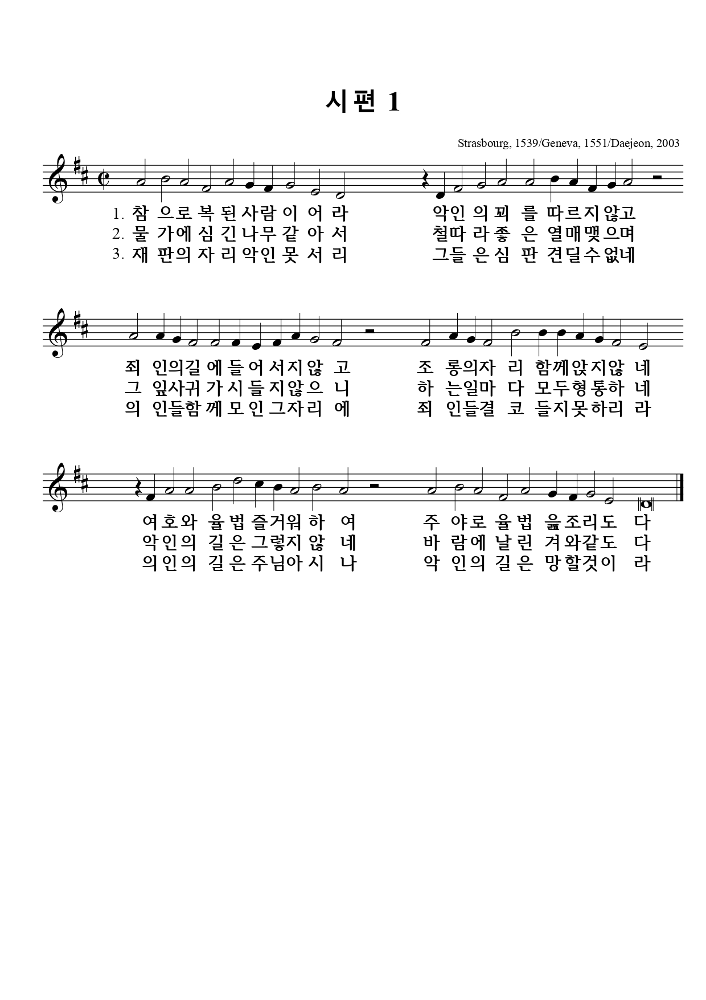 시편 1
Strasbourg, 1539/Geneva, 1551/Daejeon, 2003
1. 참 으로 복 된 사람 이 어 라 악인 의 꾀 를 따르지않고
2. 물 가에 심 긴 나무 같 아 서 철따 라 좋 은 열매맺으며
3. 재 판의 자 리 악인 못 서 리 그들 은 심 판 견딜수없네
죄 인의길 에 들 어 서지 않 고 조 롱의자 리 함께앉지않 네
그 잎사귀 가 시 들 지않 으 니 하 는일마 다 모두형통하 네
의 인들함 께 모 인 그자 리 에 죄 인들결 코 들지못하리 라
여 호와 율 법 즐거워 하 여 주 야로 율 법 읊조리도 다
악 인의 길 은 그렇지 않 네 바 람에 날 린 겨와같도 다
의 인의 길 은 주님아 시 나 악 인의 길 은 망할것이 라